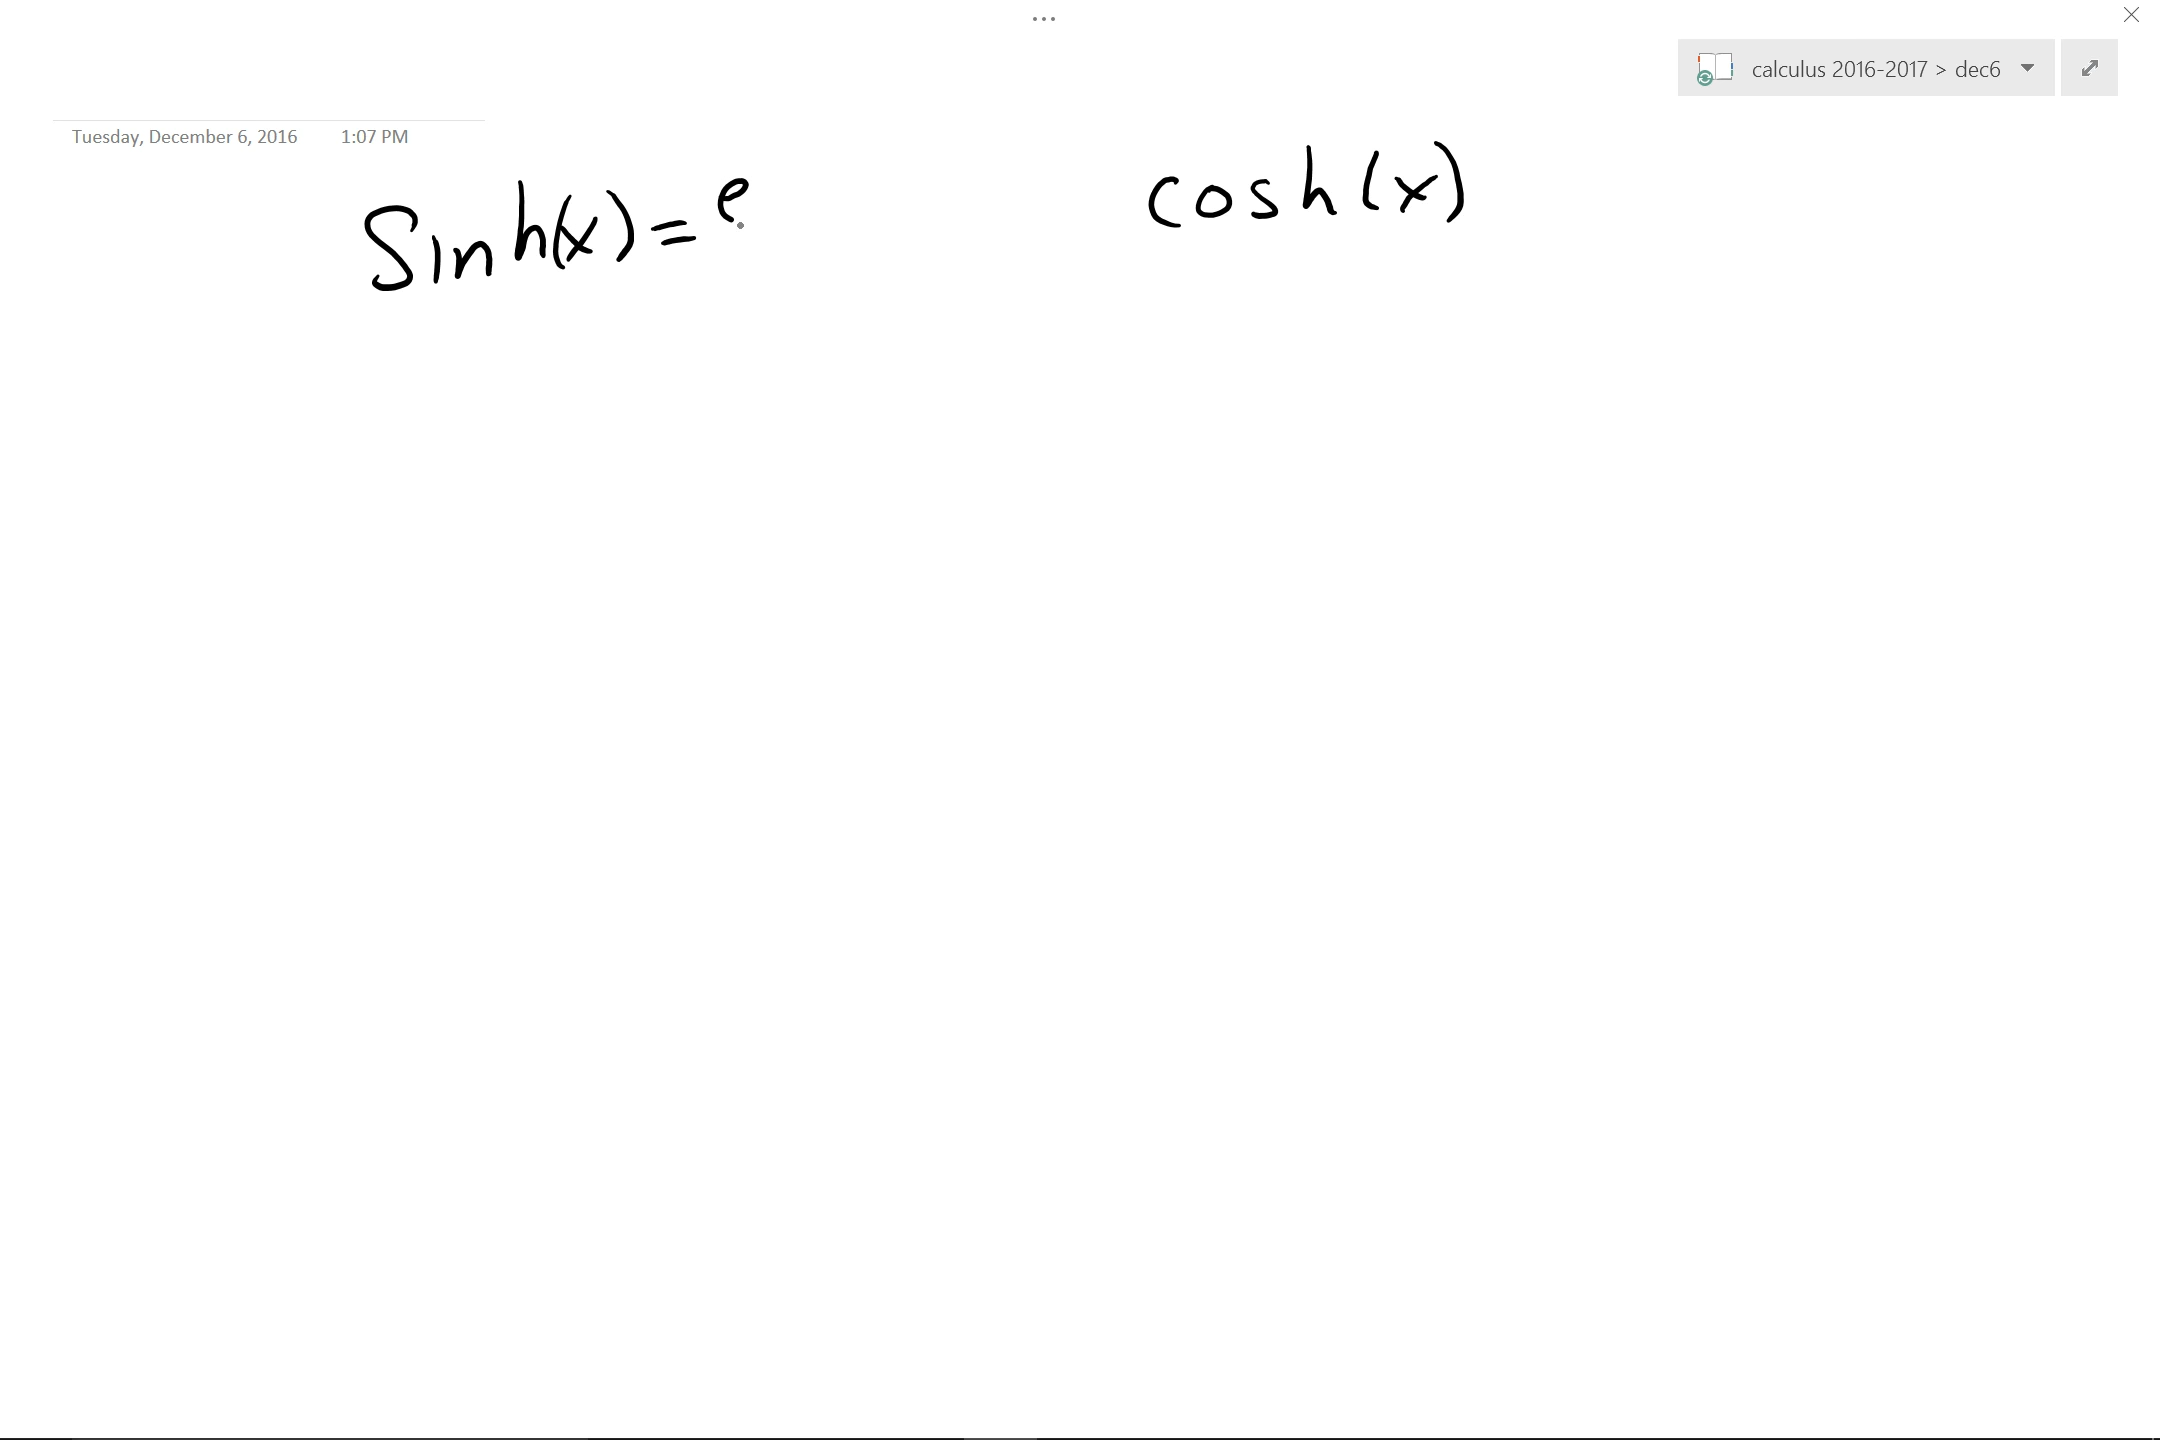 calculus 2016-2017 > dec6
Tuesday, December 6, 2016 1:07 PM
Sinh(x) = e
cosh(x)